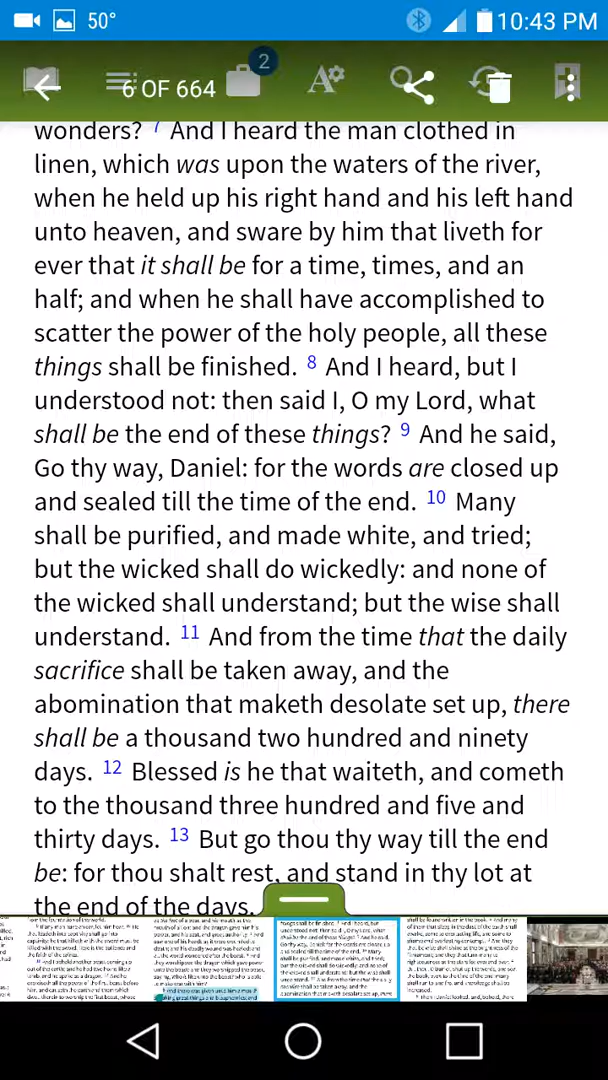 50° 10:43 PM
6 OF 664 2
wonders? 7 And I heard the man clothed in
linen, which was upon the waters of the river,
when he held up his right hand and his left hand
unto heaven, and sware by him that liveth for
ever that it shall be for a time, times, and an
half; and when he shall have accomplished to
scatter the power of the holy people, all these
things shall be finished. 8 And I heard, but I
understood not: then said I, O my Lord, what
shall be the end of these things? 9 And he said,
Go thy way, Daniel: for the words are closed up
and sealed till the time of the end. 10 Many
shall be purified, and made white, and tried;
but the wicked shall do wickedly: and none of
the wicked shall understand; but the wise shall
understand. 11 And from the time that the daily
sacrifice shall be taken away, and the
abomination that maketh desolate set up, there
shall be a thousand two hundred and ninety
days. 12 Blessed is he that waiteth, and cometh
to the thousand three hundred and five and
thirty days. 13 But go thou thy way till the end
be: for thou shalt rest, and stand in thy lot at
the end of the days.